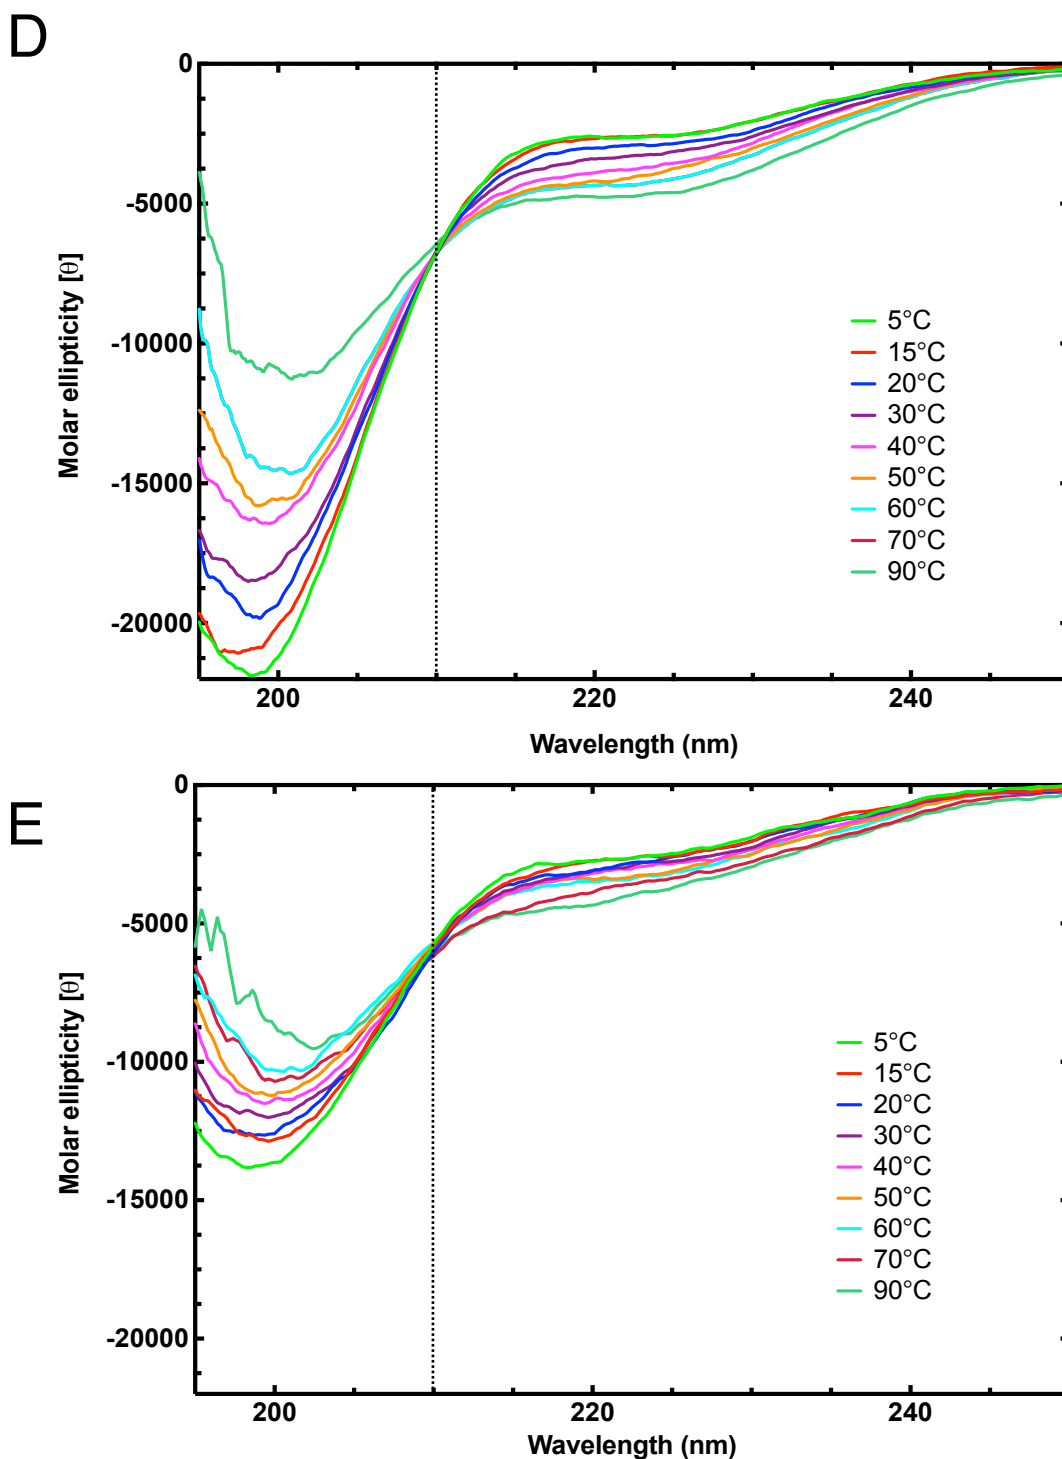 D
0
-5000
-10000
-15000
-20000
Molar ellipticity [θ]
5°C
15°C
20°C
30°C
40°C
50°C
60°C
70°C
90°C
200
220
240
Wavelength (nm)
E
0
-5000
-10000
-15000
-20000
Molar ellipticity [θ]
5°C
15°C
20°C
30°C
40°C
50°C
60°C
70°C
90°C
200
220
240
Wavelength (nm)